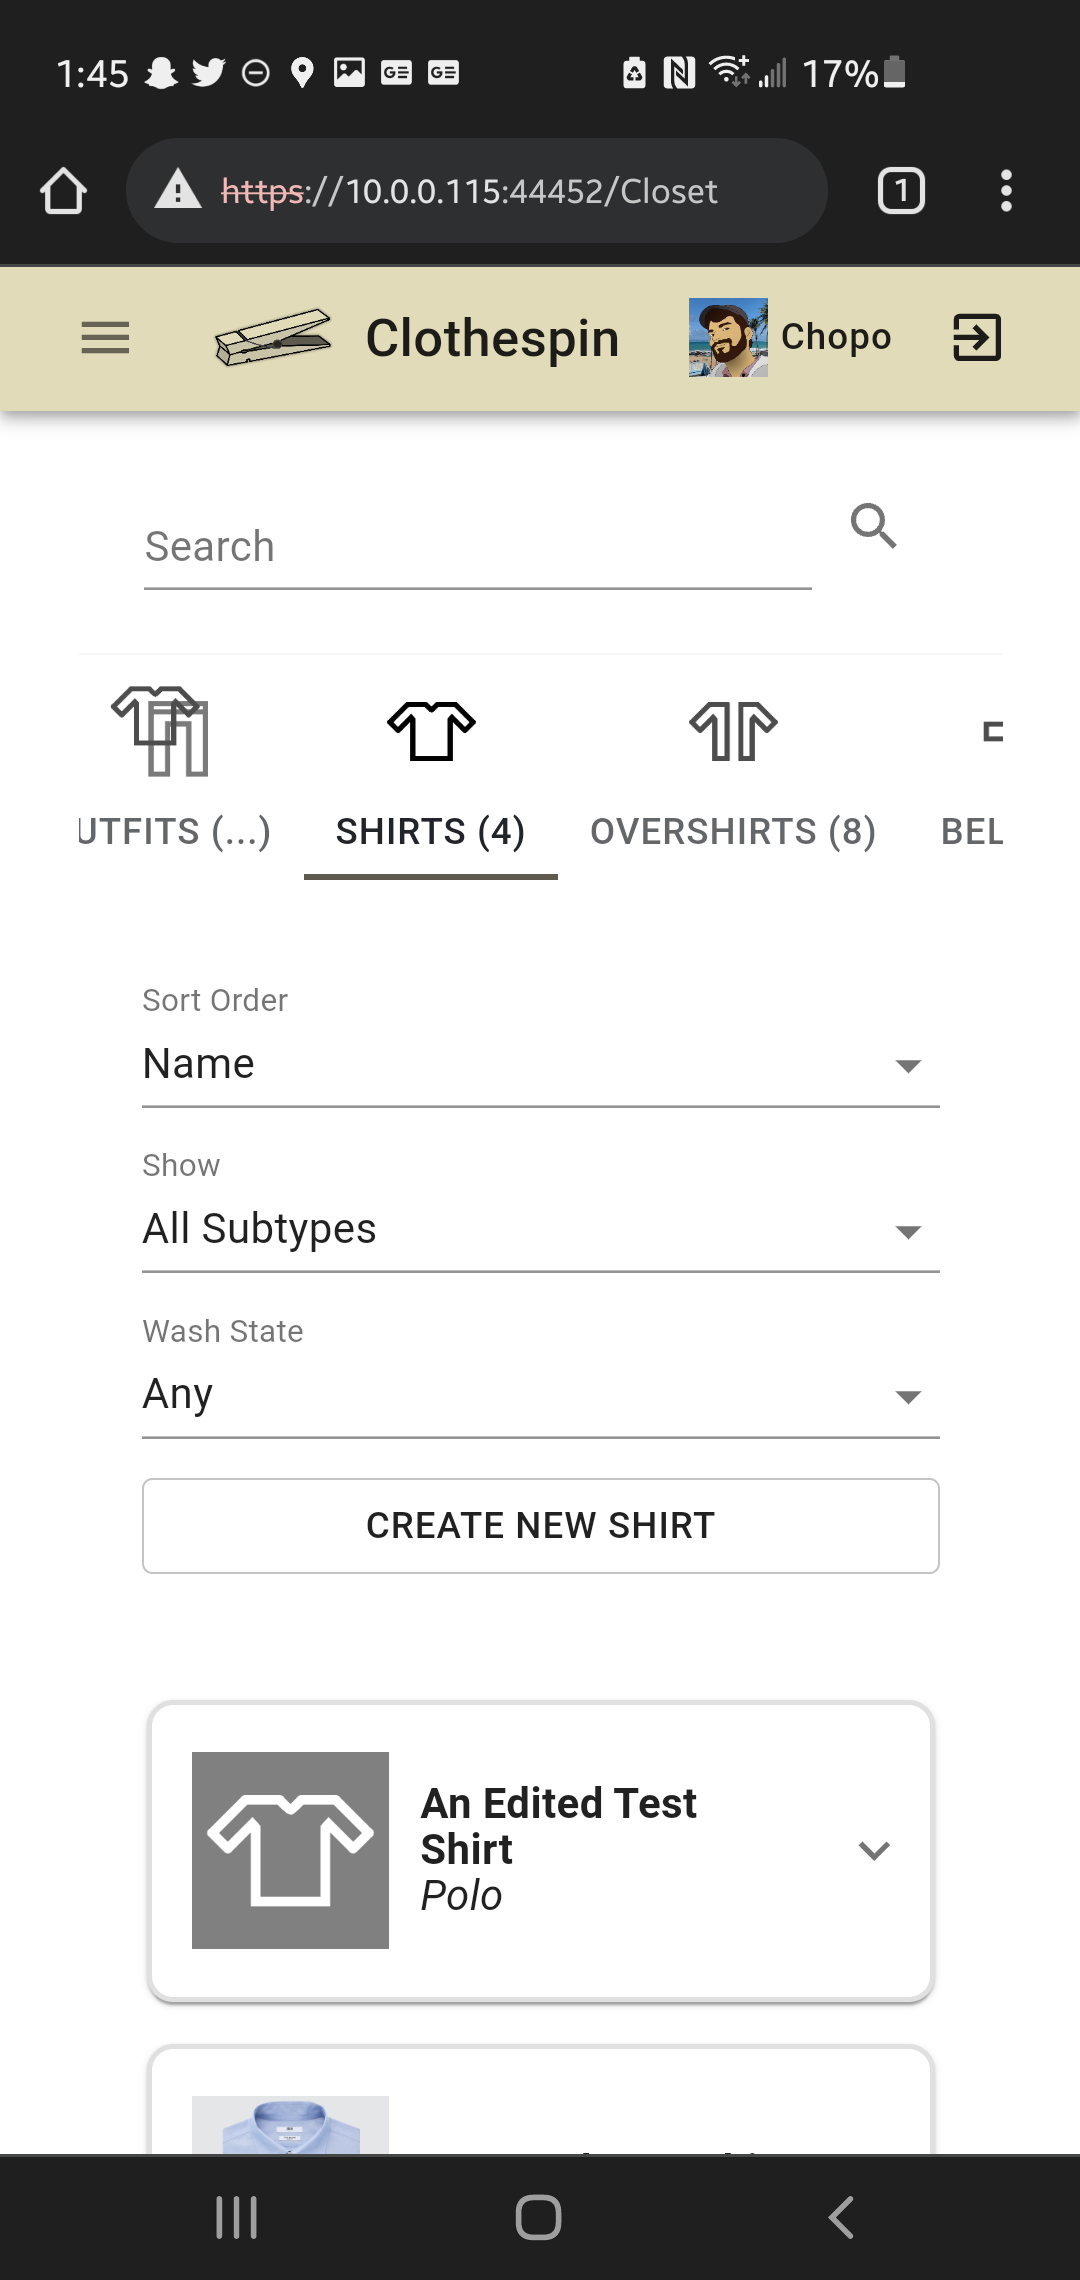 1:45
17%
https://10.0.0.115:44452/Closet
1
Clothespin
Chopo
Search
UTFITS (...)
SHIRTS (4)
OVERSHIRTS (8)
BEL
Sort Order
Name
Show
All Subtypes
Wash State
Any
CREATE NEW SHIRT
An Edited Test
Shirt
Polo